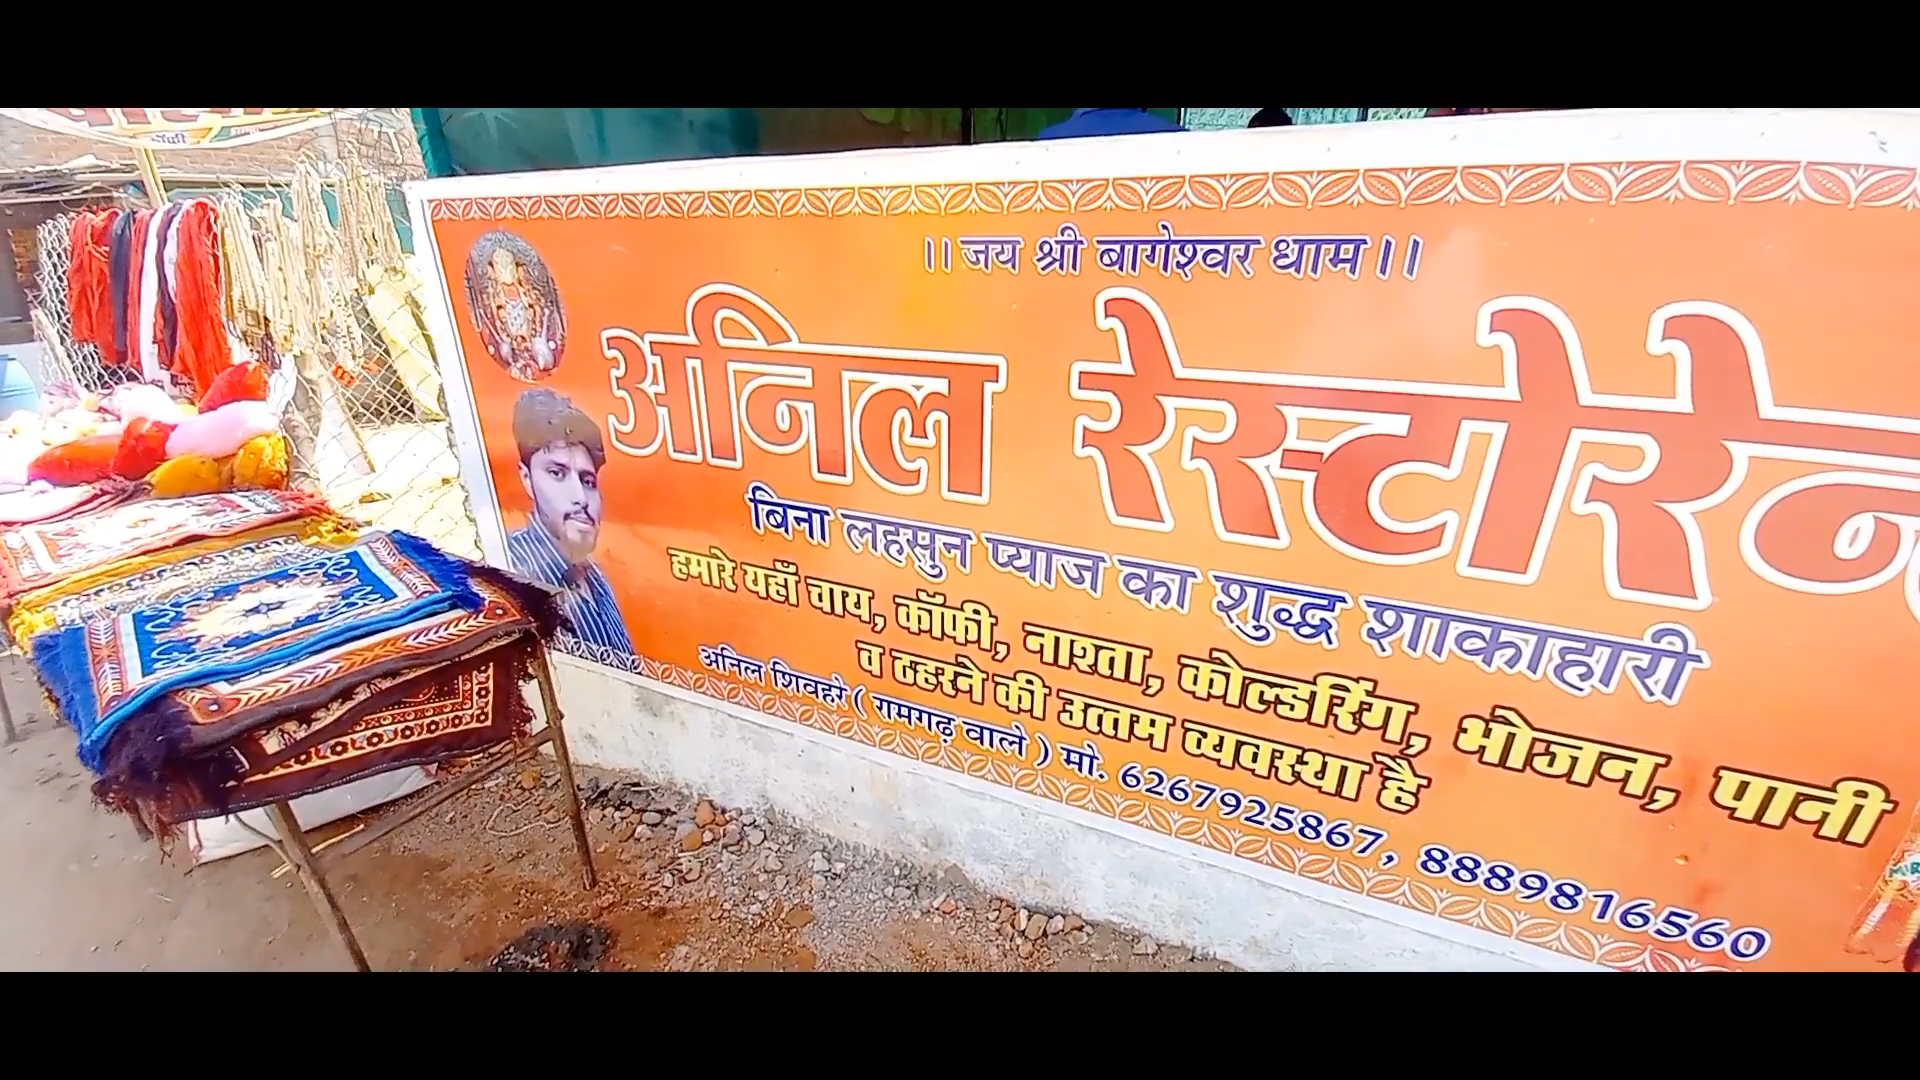 ।। जय श्री बागेश्वर धाम ।।
अनिल रेस्टोरेन्
बिना लहसुन प्याज का शुद्ध शाकाहारी
हमारे यहाँ चाय, कॉफी, नाश्ता, कोल्डरिंग, भोजन, पानी
व ठहरने की उत्तम व्यवस्था है
अनिल शिवहरे ( रामगढ़ वाले ) मो. 6267925867, 8889816560